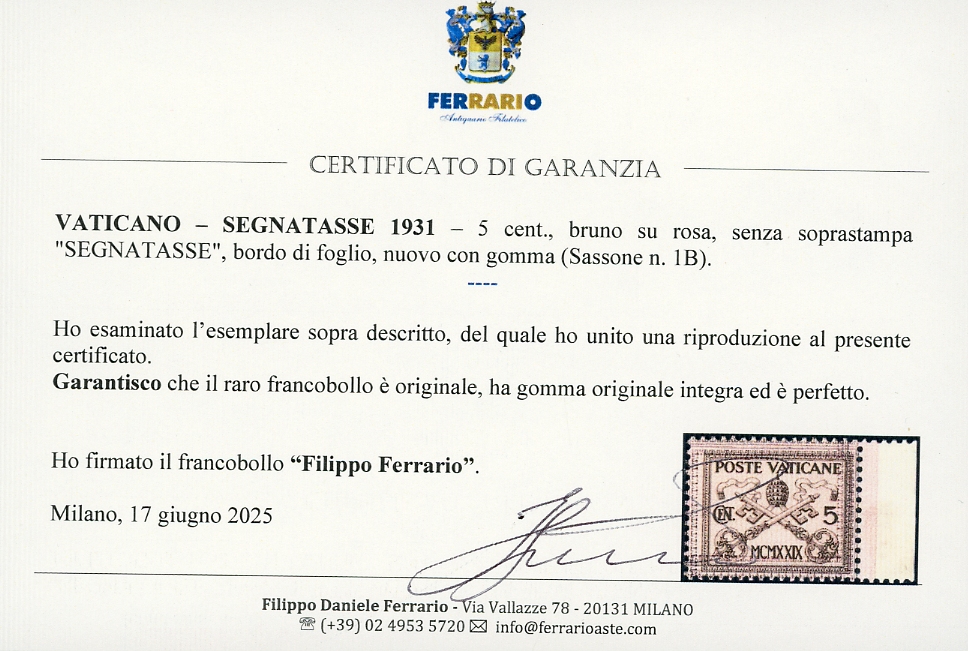 FERRARIO
Antiquario Filatelico
CERTIFICATO DI GARANZIA
VATICANO – SEGNATASSE 1931 – 5 cent., bruno su rosa, senza soprastampa
"SEGNATASSE", bordo di foglio, nuovo con gomma (Sassone n. 1B).
----
Ho esaminato l'esemplare sopra descritto, del quale ho unito una riproduzione al presente
certificato.
Garantisco che il raro francobollo è originale, ha gomma originale integra ed è perfetto.
Ho firmato il francobollo “Filippo Ferrario”.
Milano, 17 giugno 2025
POSTE VATICANE
CEN. 5
MCMXXIX
Filippo Daniele Ferrario - Via Vallazze 78 - 20131 MILANO
☏ (+39) 02 4953 5720 ✉ info@ferrarioaste.com